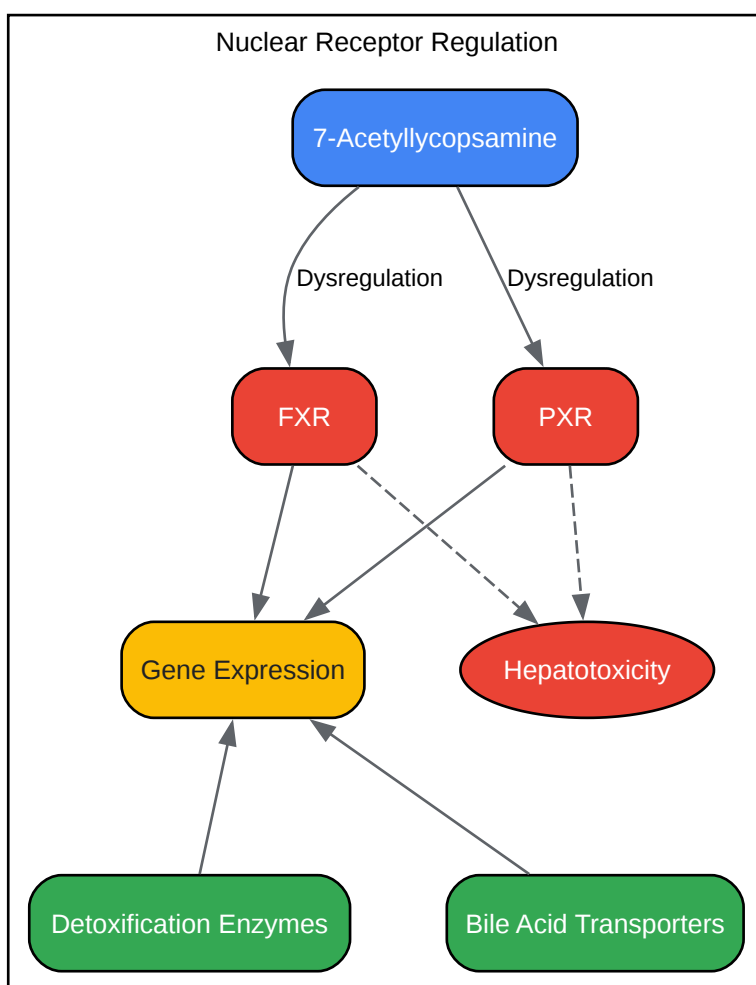 Nuclear Receptor Regulation
7-Acetyllycopsamine
Dysregulation
Dysregulation
FXR
PXR
Gene Expression
Hepatotoxicity
Detoxification Enzymes
Bile Acid Transporters